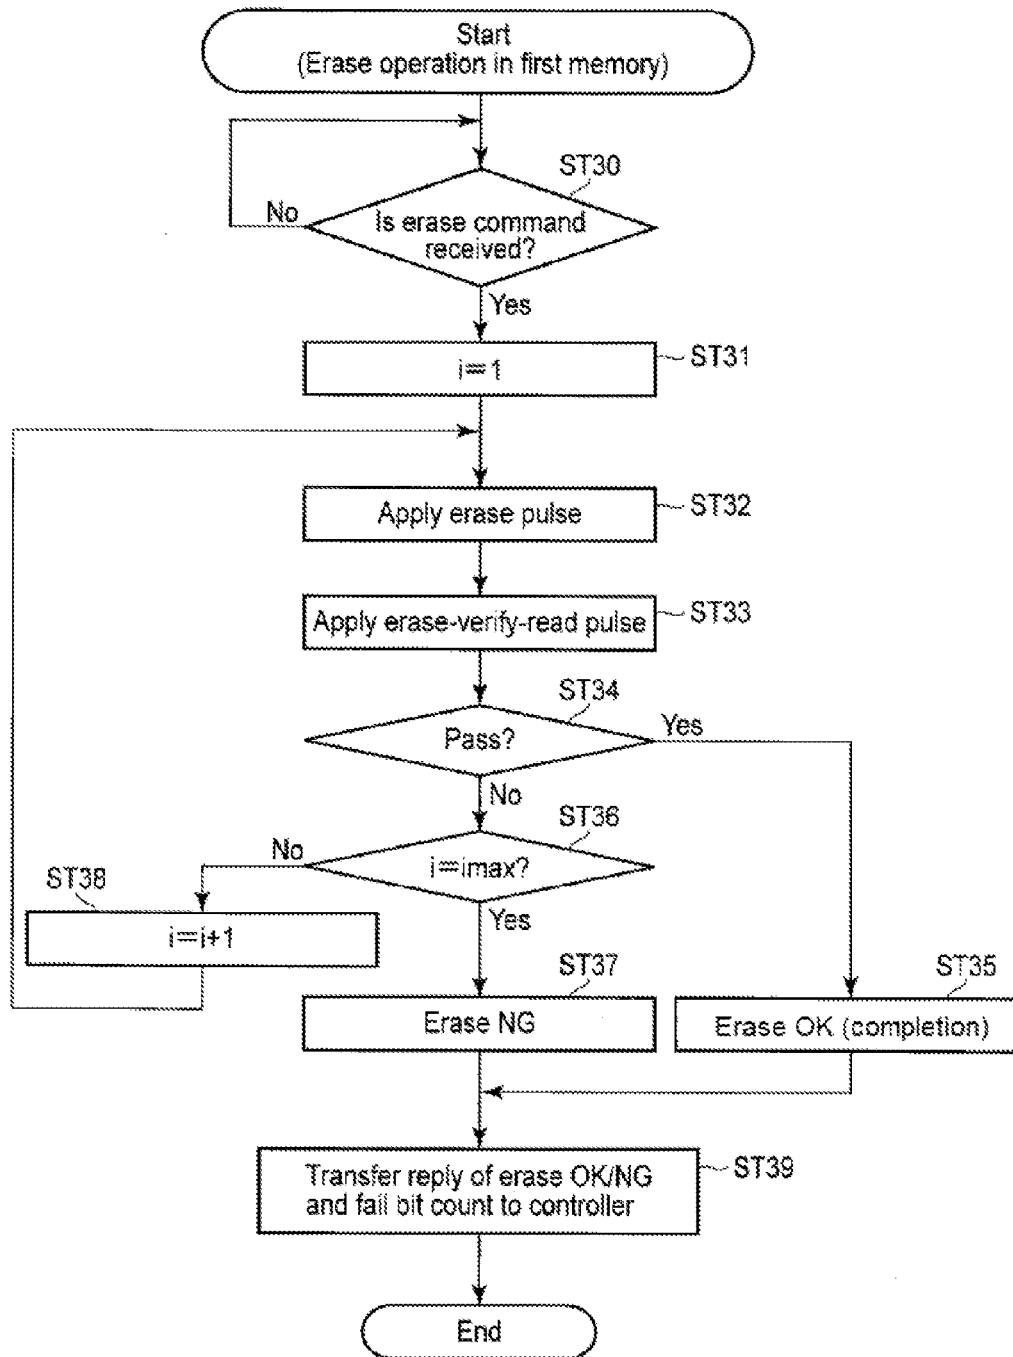 Start
(Erase operation in first memory)
ST30
No
Is erase command
received?
Yes
ST31
i=1
ST32
Apply erase pulse
ST33
Apply erase-verify-read pulse
ST34
Pass?
Yes
No
ST36
No
i=imax?
ST38
Yes
i=i+1
ST37
ST35
Erase NG
Erase OK (completion)
ST39
Transfer reply of erase OK/NG
and fail bit count to controller
End